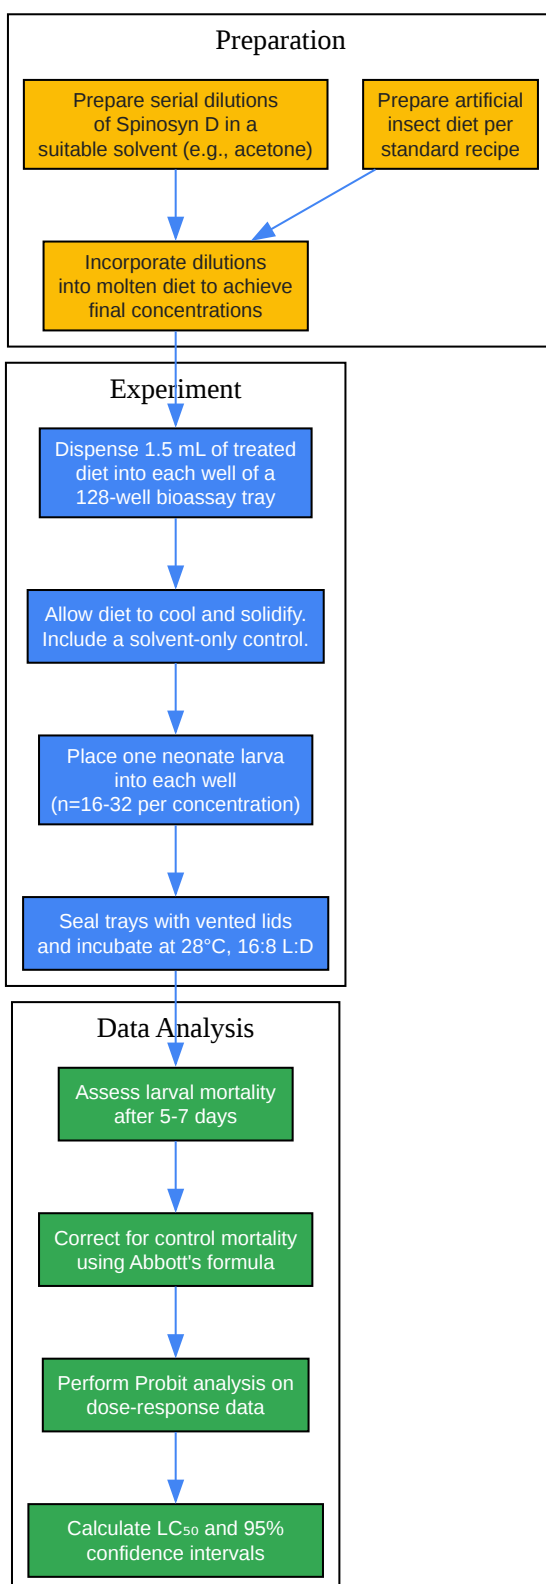 Preparation
Prepare serial dilutions
of Spinosyn D in a
suitable solvent (e.g., acetone)
Prepare artificial
insect diet per
standard recipe
Incorporate dilutions
into molten diet to achieve
final concentrations
Experiment
Dispense 1.5 mL of treated
diet into each well of a
128-well bioassay tray
Allow diet to cool and solidify.
Include a solvent-only control.
Place one neonate larva
into each well
(n=16-32 per concentration)
Seal trays with vented lids
and incubate at 28°C, 16:8 L:D
Data Analysis
Assess larval mortality
after 5-7 days
Correct for control mortality
using Abbott's formula
Perform Probit analysis on
dose-response data
Calculate LC₅₀ and 95%
confidence intervals